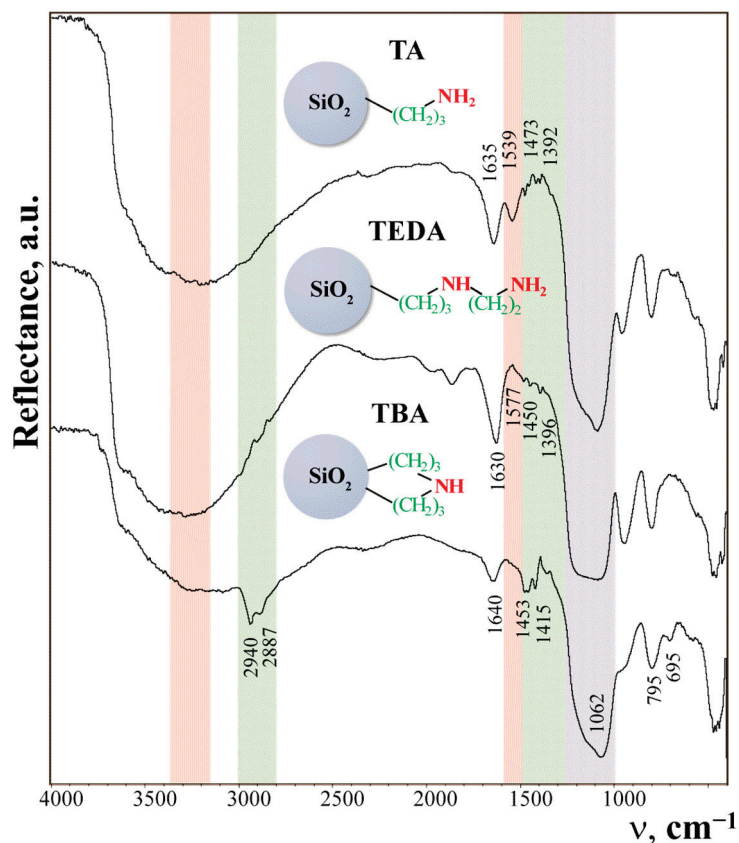 TA
SiO₂
NH₂
(CH₂)₃
1635
1539
1473
1392
TEDA
SiO₂
NH
NH₂
(CH₂)₃
(CH₂)₂
1630
1577
1450
1396
TBA
SiO₂
(CH₂)₃
NH
(CH₂)₃
2940
2887
1640
1453
1415
1062
795
695
Reflectance, a.u.
4000 3500 3000 2500 2000 1500 1000
ν, cm⁻¹